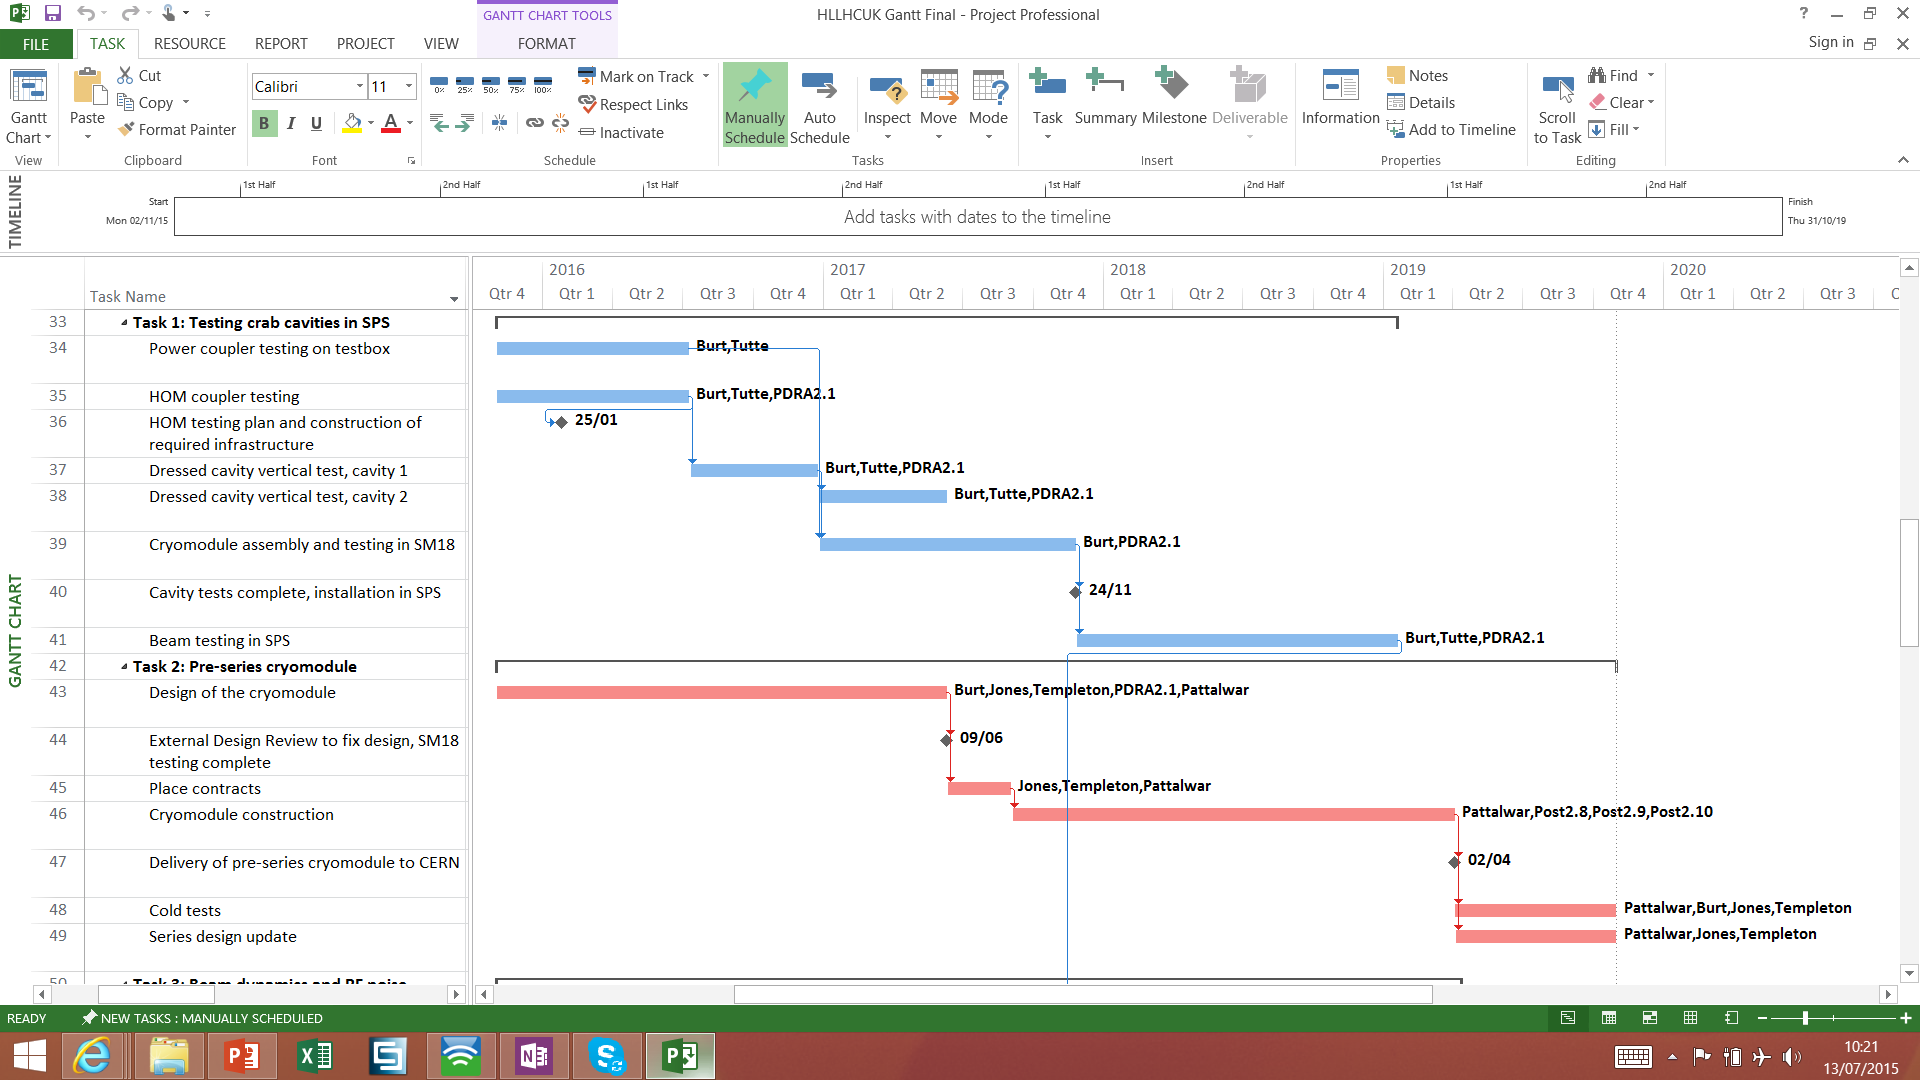 GANTT CHART TOOLS
HLLHCUK Gantt Final - Project Professional
FILE TASK RESOURCE REPORT PROJECT VIEW FORMAT
Sign in
Gantt Chart
View
Paste
Cut
Copy
Format Painter
Clipboard
Calibri 11
B I U A
Font
0% 25% 50% 75% 100%
Mark on Track
Respect Links
Inactivate
Schedule
Manually Schedule
Auto Schedule
Inspect
Move
Mode
Tasks
Task
Summary
Milestone
Deliverable
Insert
Information
Notes
Details
Add to Timeline
Properties
Scroll to Task
Find
Clear
Fill
Editing
TIMELINE
1st Half 2nd Half 1st Half 2nd Half 1st Half 2nd Half 1st Half 2nd Half
Start
Mon 02/11/15
Add tasks with dates to the timeline
Finish
Thu 31/10/19
GANTT CHART
Task Name
2016 2017 2018 2019 2020
Qtr 4 Qtr 1 Qtr 2 Qtr 3 Qtr 4 Qtr 1 Qtr 2 Qtr 3 Qtr 4 Qtr 1 Qtr 2 Qtr 3 Qtr 4 Qtr 1 Qtr 2 Qtr 3 Qtr 4 Qtr 1 Qtr 2 Qtr 3
33 Task 1: Testing crab cavities in SPS
34 Power coupler testing on testbox Burt,Tutte
35 HOM coupler testing Burt,Tutte,PDRA2.1
36 HOM testing plan and construction of 25/01
required infrastructure
37 Dressed cavity vertical test, cavity 1 Burt,Tutte,PDRA2.1
38 Dressed cavity vertical test, cavity 2 Burt,Tutte,PDRA2.1
39 Cryomodule assembly and testing in SM18 Burt,PDRA2.1
40 Cavity tests complete, installation in SPS 24/11
41 Beam testing in SPS Burt,Tutte,PDRA2.1
42 Task 2: Pre-series cryomodule
43 Design of the cryomodule Burt,Jones,Templeton,PDRA2.1,Pattalwar
44 External Design Review to fix design, SM18 09/06
testing complete
45 Place contracts Jones,Templeton,Pattalwar
46 Cryomodule construction Pattalwar,Post2.8,Post2.9,Post2.10
47 Delivery of pre-series cryomodule to CERN 02/04
48 Cold tests Pattalwar,Burt,Jones,Templeton
49 Series design update Pattalwar,Jones,Templeton
50 Task 3: Beam dynamics and RF noise
READY NEW TASKS : MANUALLY SCHEDULED
10:21
13/07/2015